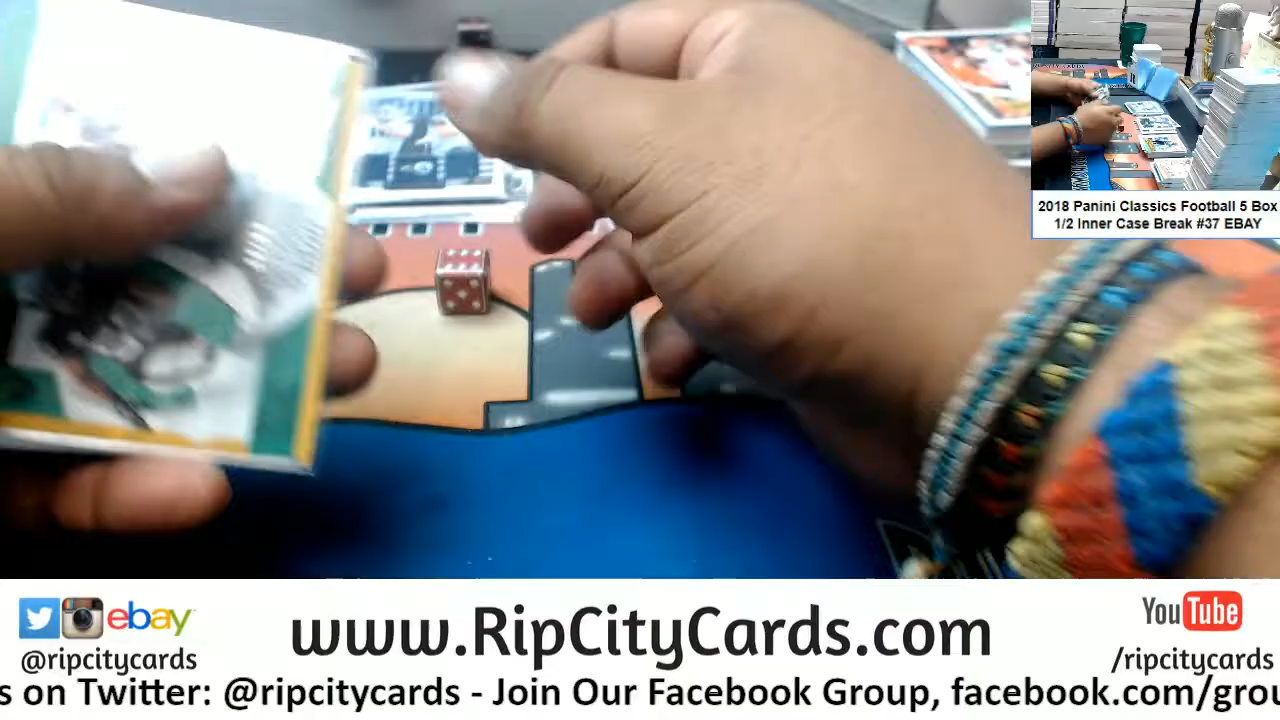 2018 Panini Classics Football 5 Box
1/2 Inner Case Break #37 EBAY
ebay
@ripcitycards
www.RipCityCards.com
YouTube
/ripcitycards
s on Twitter: @ripcitycards - Join Our Facebook Group, facebook.com/grou